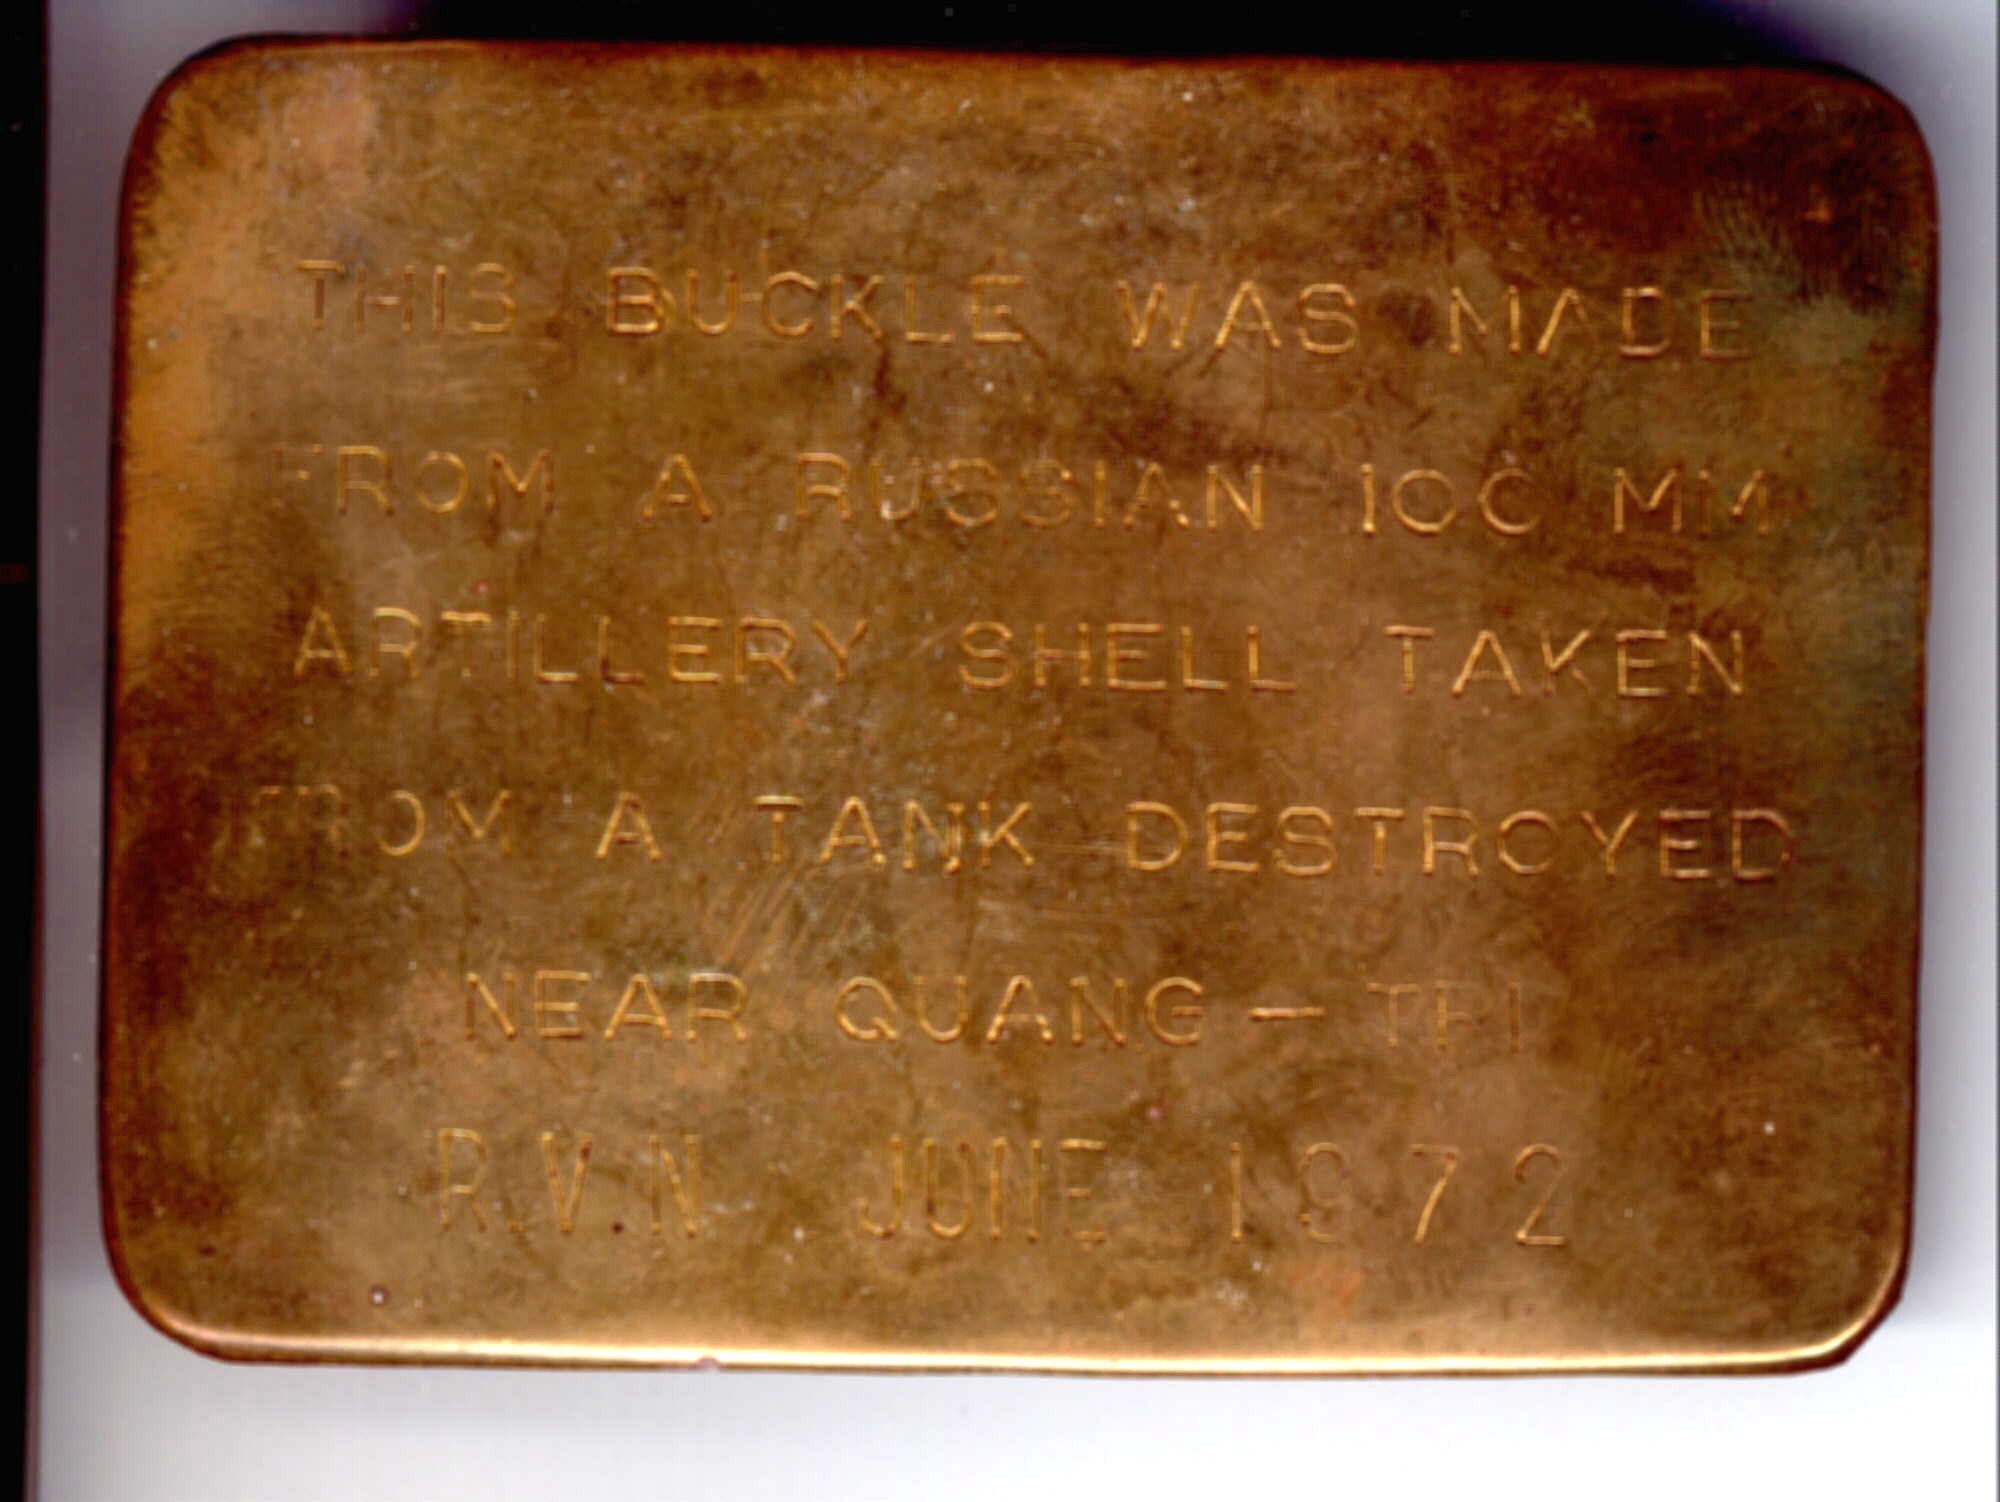 THIS BUCKLE WAS MADE
FROM A RUSSIAN 100 MM
ARTILLERY SHELL TAKEN
FROM A TANK DESTROYED
NEAR QUANG - TRI
R.V.N JUNE 1972